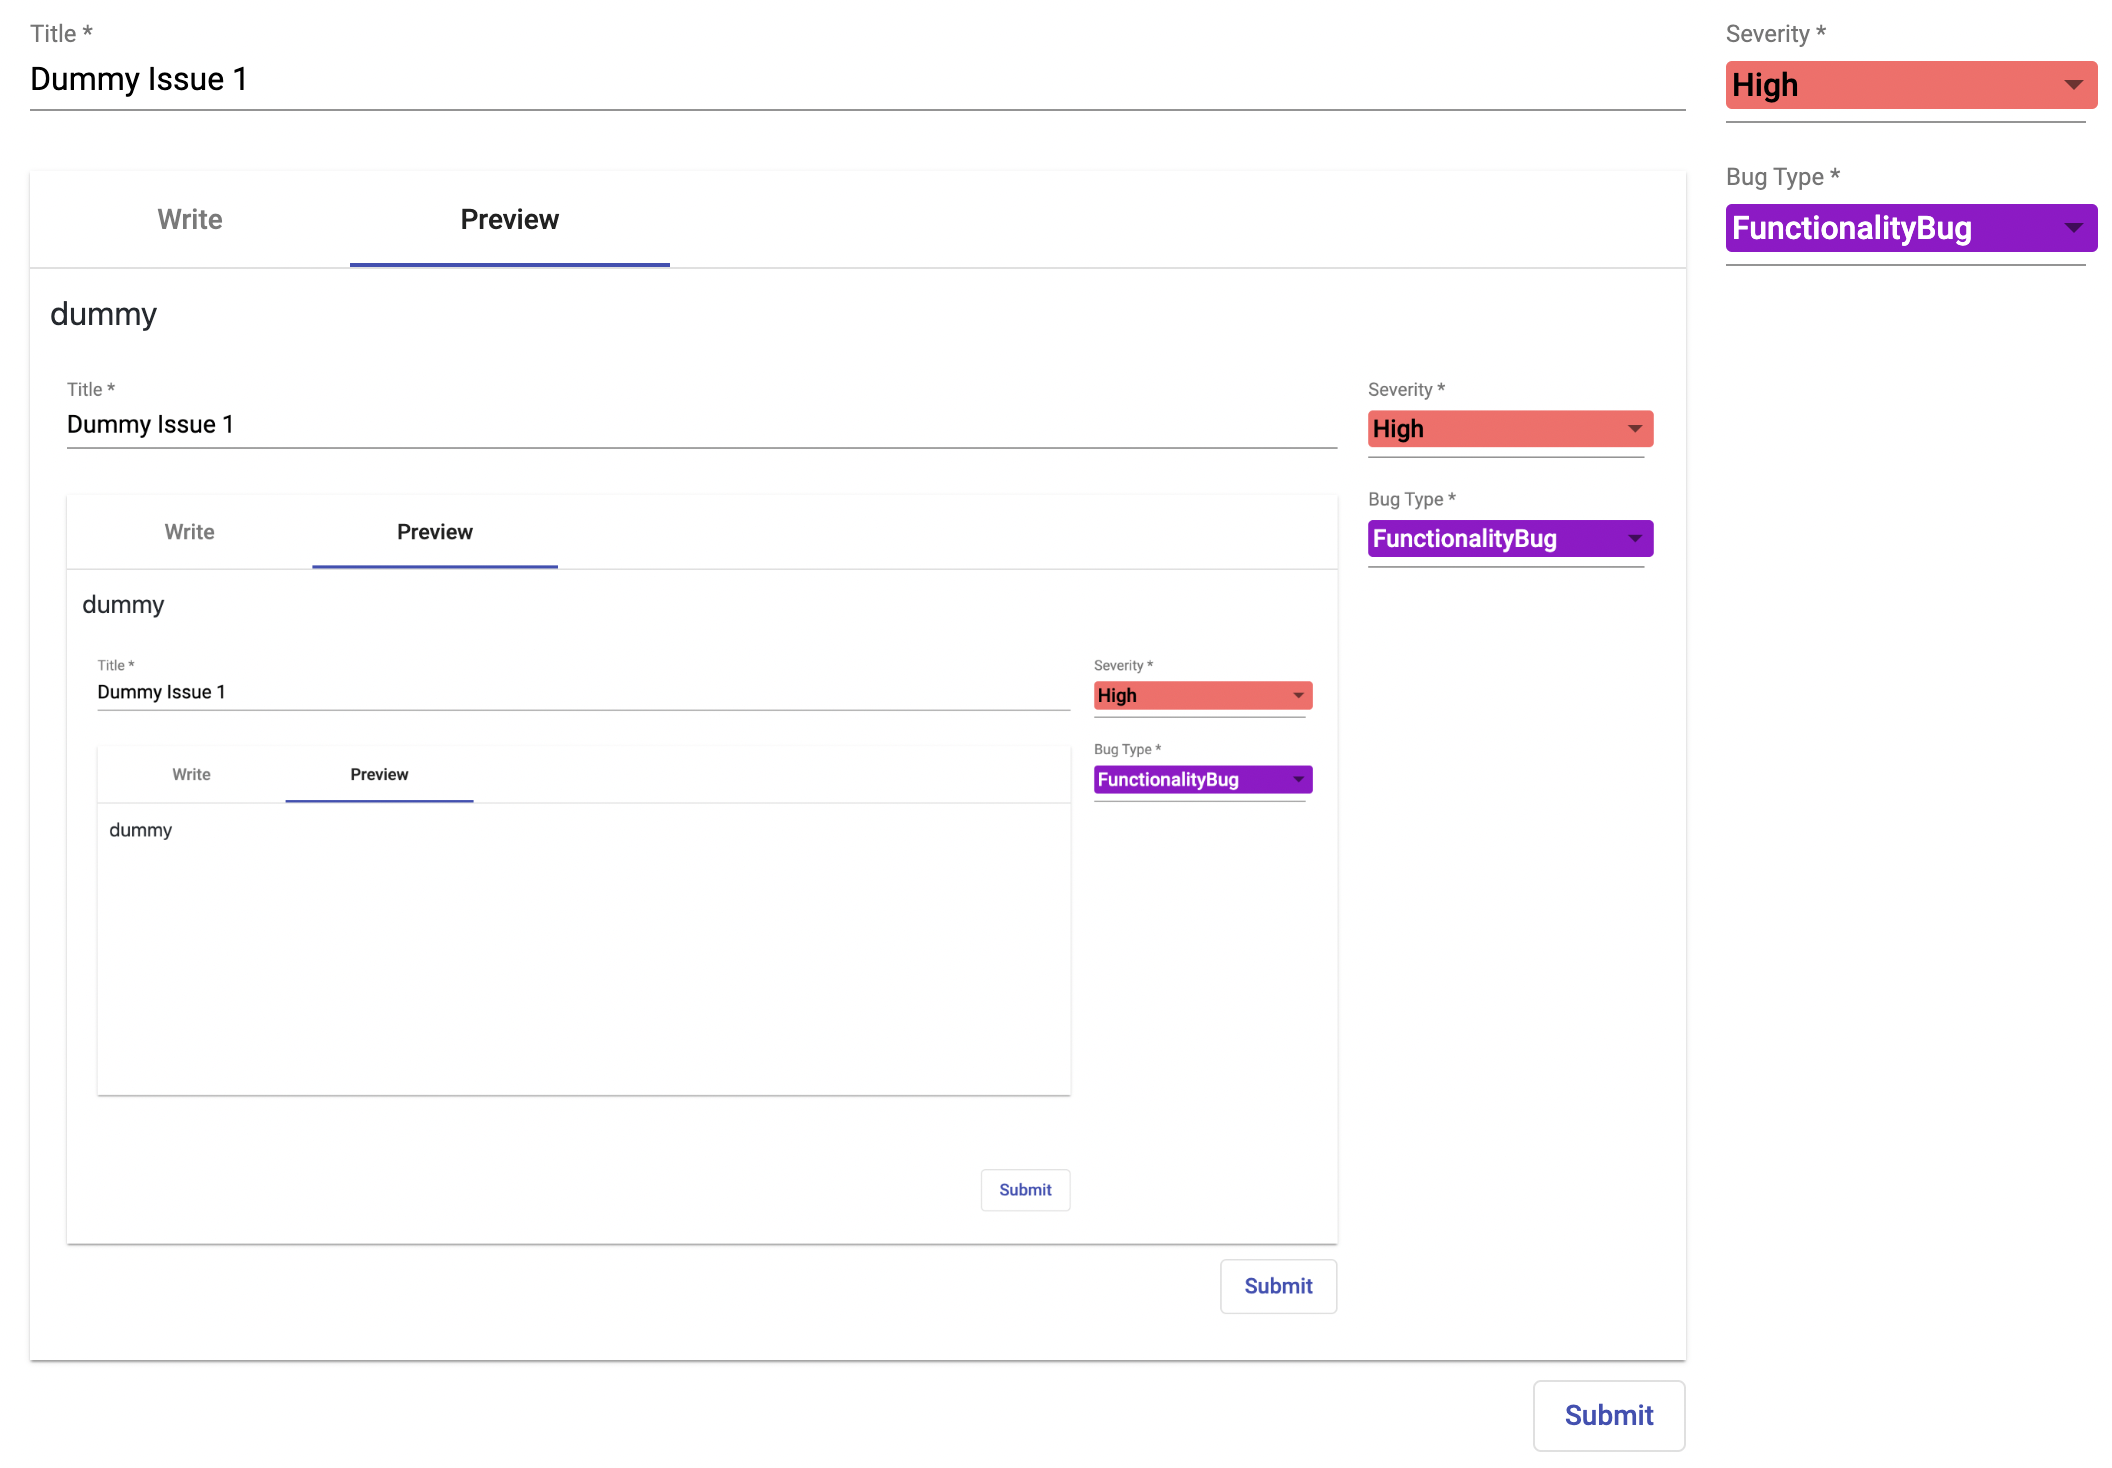 Title *
Dummy Issue 1
Severity *
High
Bug Type *
FunctionalityBug
Write
Preview
dummy
Title *
Dummy Issue 1
Severity *
High
Bug Type *
FunctionalityBug
Write
Preview
dummy
Title *
Dummy Issue 1
Severity *
High
Bug Type *
FunctionalityBug
Write
Preview
dummy
Submit
Submit
Submit